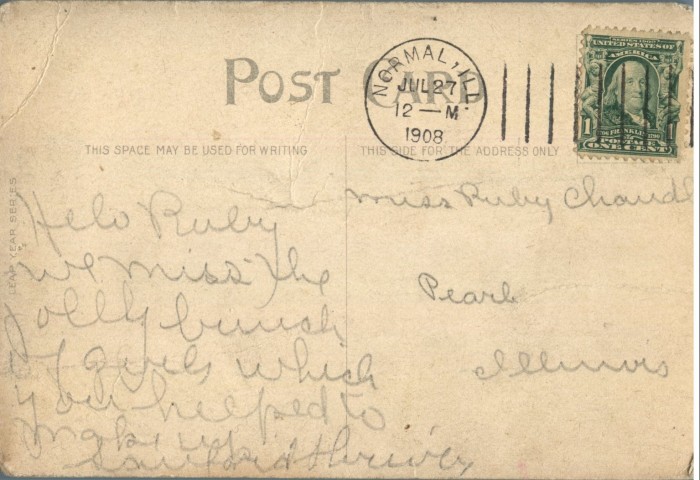 POST CARD
NORMAL, ILL.
JUL 27
12 — M
1908
SERIES 1902
UNITED STATES OF
AMERICA
1 FRANKLIN 1
POSTAGE
ONE CENT
THIS SPACE MAY BE USED FOR WRITING
THIS SIDE FOR THE ADDRESS ONLY
LEAP YEAR SERIES
Helo Ruby
we miss the
jolly bunch
of girls which
you helped to
make up
Miss Ruby Chandl
Pearl
Illinois